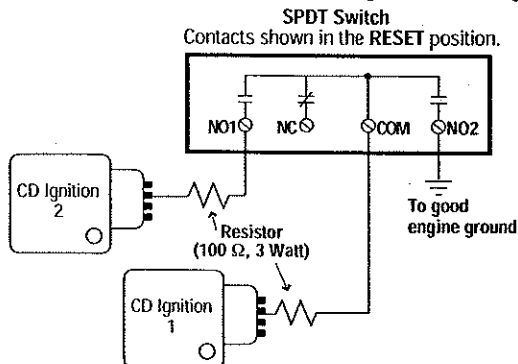 SPDT Switch
Contacts shown in the RESET position.
NO1 NC COM NO2
CD Ignition
2
Resistor
(100 Ω, 3 Watt)
To good
engine ground
CD Ignition
1